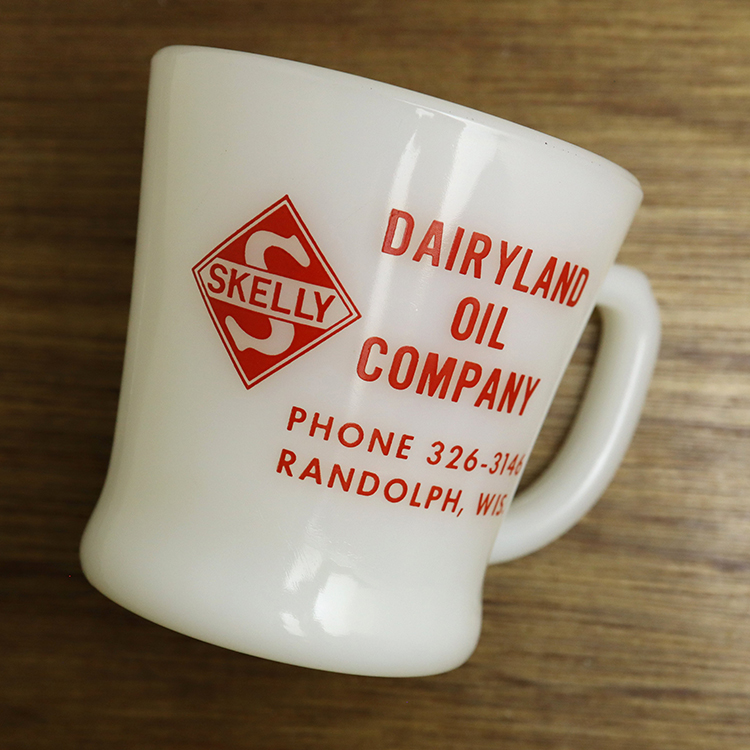 SKELLY
S
DAIRYLAND
OIL
COMPANY
PHONE 326-3146
RANDOLPH, WIS.